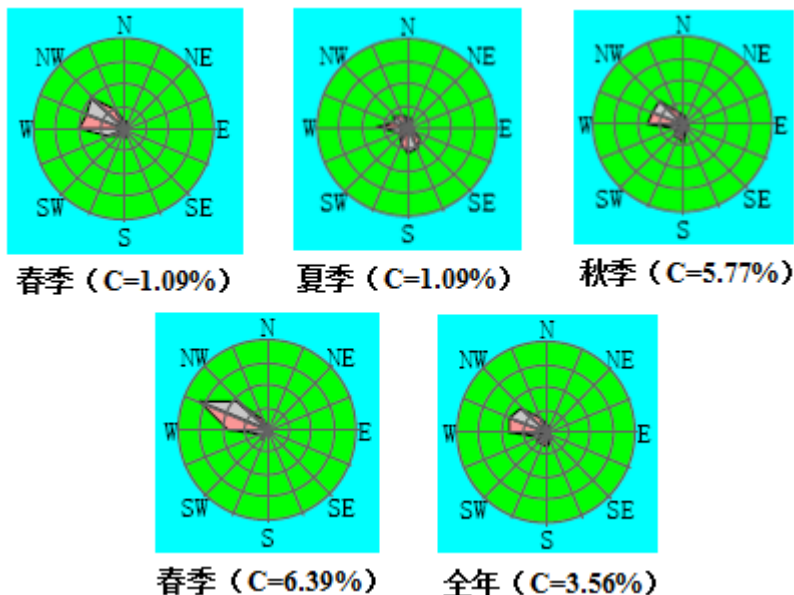 N
NW NE
W E
SW SE
S
春季（C=1.09%）
N
NW NE
W E
SW SE
S
夏季（C=1.09%）
N
NW NE
W E
SW SE
S
秋季（C=5.77%）
N
NW NE
W E
SW SE
S
春季（C=6.39%）
N
NW NE
W E
SW SE
S
全年（C=3.56%）